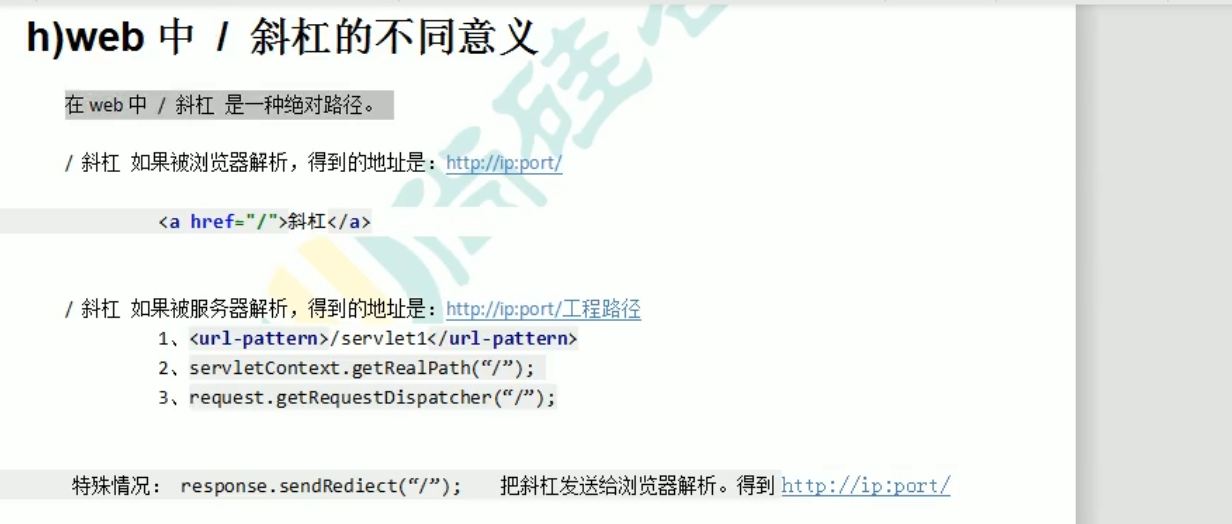 h)web 中 / 斜杠的不同意义
在 web 中 / 斜杠 是一种绝对路径。
/ 斜杠 如果被浏览器解析，得到的地址是：http://ip:port/
<a href="/">斜杠</a>
/ 斜杠 如果被服务器解析，得到的地址是：http://ip:port/工程路径
1、<url-pattern>/servlet1</url-pattern>
2、servletContext.getRealPath(“/”);
3、request.getRequestDispatcher(“/”);
特殊情况： response.sendRediect(“/”); 把斜杠发送给浏览器解析。得到 http://ip:port/